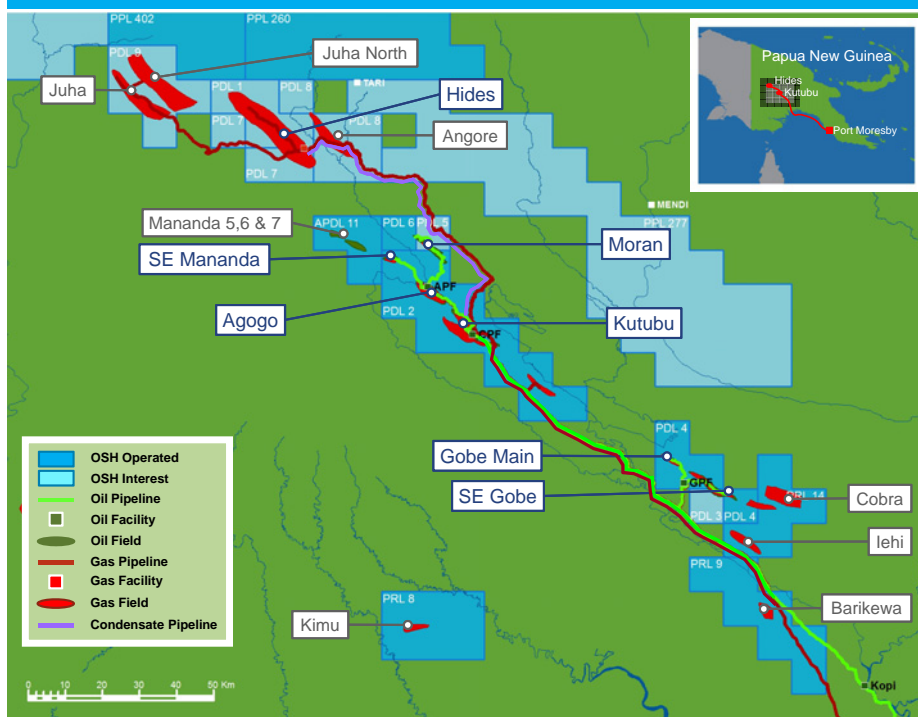 PPL 402
PPL 260
PDL 9
Juha North
Juha
PDL 1
PDL 8
TARI
Hides
PDL 7
PDL 8
Angore
PDL 7
Papua New Guinea
Hides
Kutubu
Port Moresby
MENDI
PPL 277
Mananda 5,6 & 7
APDL 11
PDL 6
PDL 5
Moran
SE Mananda
APF
Agogo
PDL 2
Kutubu
CPF
PDL 4
Gobe Main
GPF
SE Gobe
PRL 14
Cobra
PDL 3
PDL 4
Iehi
PRL 9
PRL 8
Kimu
Barikewa
Kopi
OSH Operated
OSH Interest
Oil Pipeline
Oil Facility
Oil Field
Gas Pipeline
Gas Facility
Gas Field
Condensate Pipeline
0 10 20 30 40 50 Km